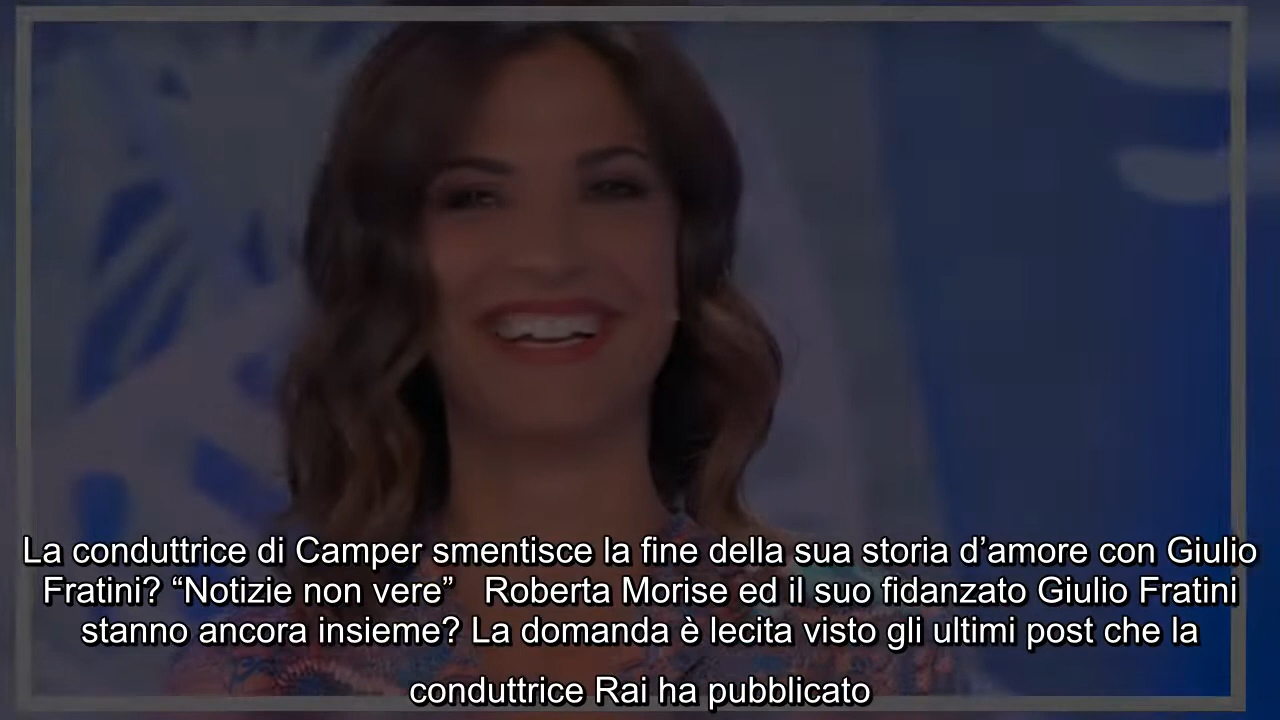 La conduttrice di Camper smentisce la fine della sua storia d’amore con Giulio
Fratini? “Notizie non vere” Roberta Morise ed il suo fidanzato Giulio Fratini
stanno ancora insieme? La domanda è lecita visto gli ultimi post che la
conduttrice Rai ha pubblicato